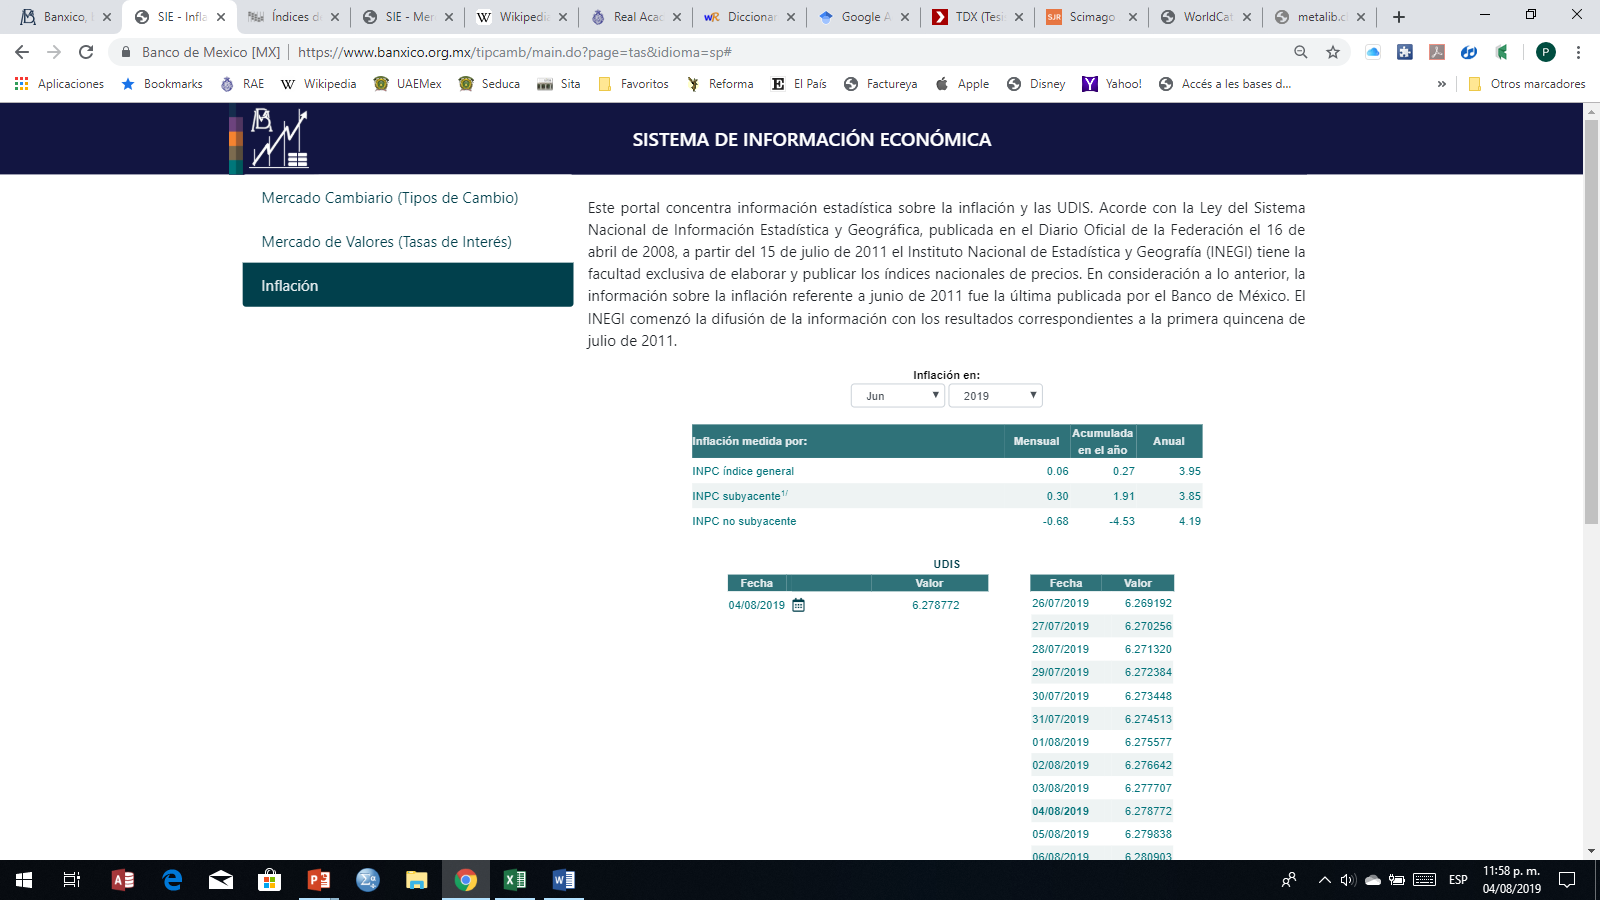 Banxico,
SIE - Infla
Índices d
SIE - Mer
Wikipedia
Real Acac
Diccionar
Google A
TDX (Tesi
Scimago
WorldCat
metalib.c
Banco de Mexico [MX] | https://www.banxico.org.mx/tipcamb/main.do?page=tas&idioma=sp#
Aplicaciones Bookmarks RAE Wikipedia UAEMex Seduca Sita Favoritos Reforma El País Factureya Apple Disney Yahoo! Accés a les bases d... » Otros marcadores
SISTEMA DE INFORMACIÓN ECONÓMICA
Mercado Cambiario (Tipos de Cambio)
Mercado de Valores (Tasas de Interés)
Inflación
Este portal concentra información estadística sobre la inflación y las UDIS. Acorde con la Ley del Sistema
Nacional de Información Estadística y Geográfica, publicada en el Diario Oficial de la Federación el 16 de
abril de 2008, a partir del 15 de julio de 2011 el Instituto Nacional de Estadística y Geografía (INEGI) tiene la
facultad exclusiva de elaborar y publicar los índices nacionales de precios. En consideración a lo anterior, la
información sobre la inflación referente a junio de 2011 fue la última publicada por el Banco de México. El
INEGI comenzó la difusión de la información con los resultados correspondientes a la primera quincena de
julio de 2011.
Inflación en:
Jun 2019
Inflación medida por: Mensual Acumulada en el año Anual
INPC índice general 0.06 0.27 3.95
INPC subyacente1/ 0.30 1.91 3.85
INPC no subyacente -0.68 -4.53 4.19
UDIS
Fecha Valor
04/08/2019 6.278772
Fecha Valor
26/07/2019 6.269192
27/07/2019 6.270256
28/07/2019 6.271320
29/07/2019 6.272384
30/07/2019 6.273448
31/07/2019 6.274513
01/08/2019 6.275577
02/08/2019 6.276642
03/08/2019 6.277707
04/08/2019 6.278772
05/08/2019 6.279838
06/08/2019 6.280903
ESP
11:58 p. m.
04/08/2019